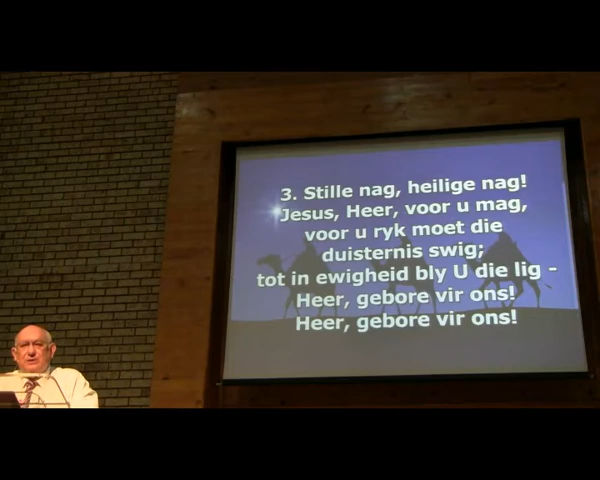 3. Stille nag, heilige nag!
Jesus, Heer, voor u mag,
voor u ryk moet die
duisternis swig;
tot in ewigheid bly U die lig -
Heer, gebore vir ons!
Heer, gebore vir ons!